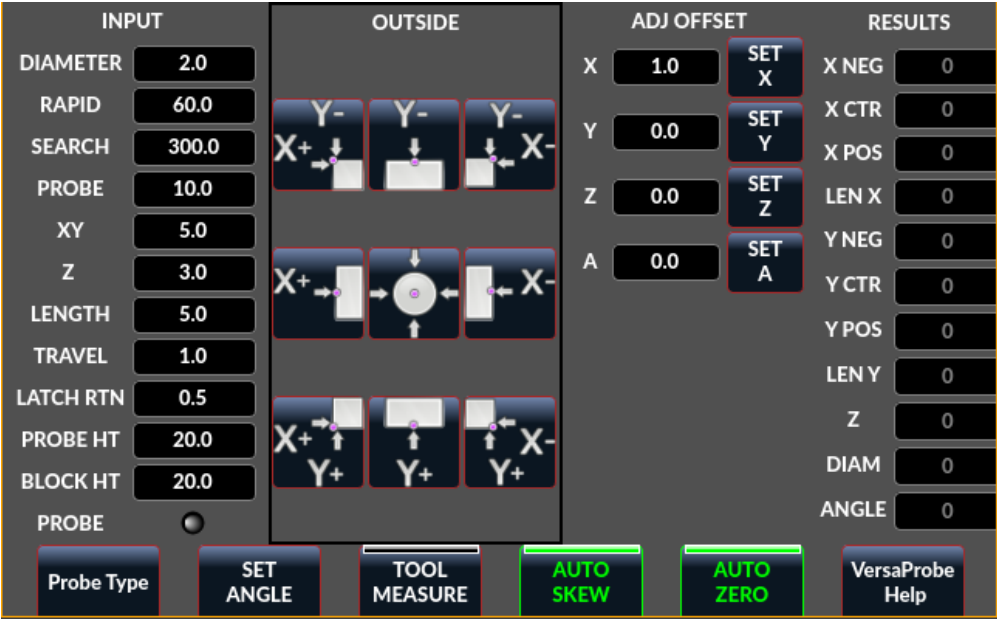 INPUT
DIAMETER 2.0
RAPID 60.0
SEARCH 300.0
PROBE 10.0
XY 5.0
Z 3.0
LENGTH 5.0
TRAVEL 1.0
LATCH RTN 0.5
PROBE HT 20.0
BLOCK HT 20.0
PROBE
OUTSIDE
Y- Y- Y-
X+ X-
X+ X-
X+ X-
Y+ Y+ Y+
ADJ OFFSET
X 1.0 SET
X
Y 0.0 SET
Y
Z 0.0 SET
Z
A 0.0 SET
A
RESULTS
X NEG 0
X CTR 0
X POS 0
LEN X 0
Y NEG 0
Y CTR 0
Y POS 0
LEN Y 0
Z 0
DIAM 0
ANGLE 0
Probe Type
SET
ANGLE
TOOL
MEASURE
AUTO
SKEW
AUTO
ZERO
VersaProbe
Help